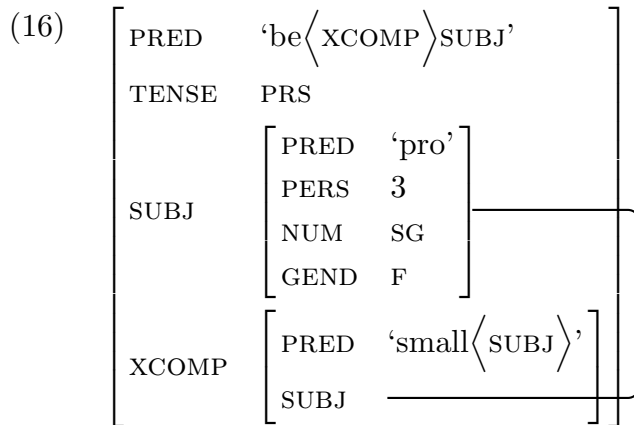 (16) PRED ‘be⟨XCOMP⟩SUBJ’
TENSE PRS
PRED ‘pro’
PERS 3
SUBJ
NUM SG
GEND F
PRED ‘small⟨SUBJ⟩’
XCOMP
SUBJ